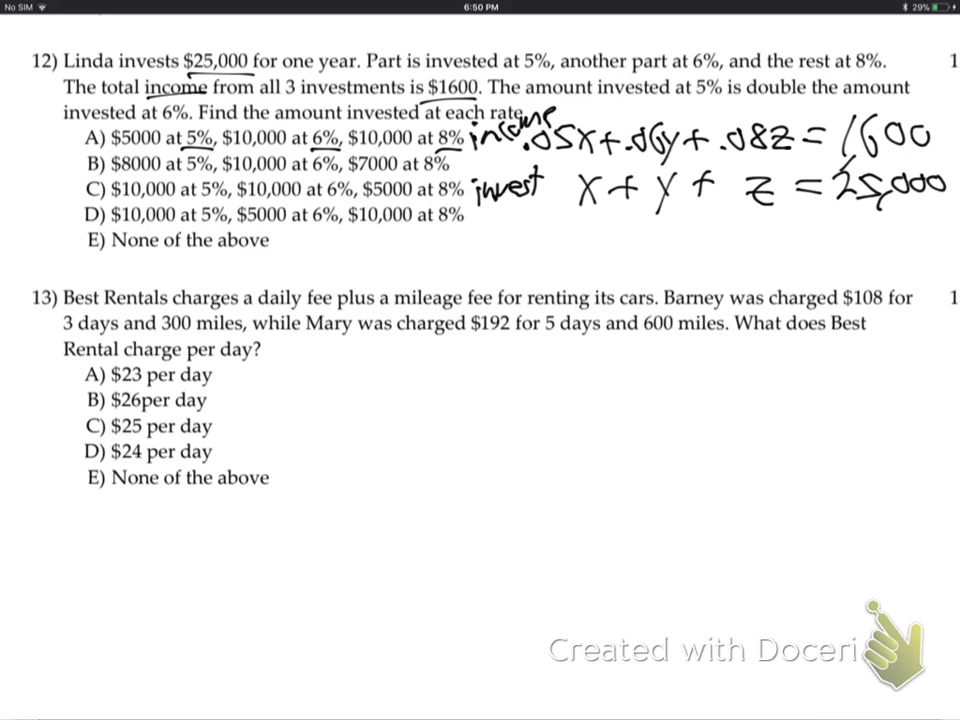 No SIM 6:50 PM 29%
12) Linda invests $25,000 for one year. Part is invested at 5%, another part at 6%, and the rest at 8%.
The total income from all 3 investments is $1600. The amount invested at 5% is double the amount
invested at 6%. Find the amount invested at each rate.
A) $5000 at 5%, $10,000 at 6%, $10,000 at 8% income .05x+.06y+.08z=1600
B) $8000 at 5%, $10,000 at 6%, $7000 at 8%
C) $10,000 at 5%, $10,000 at 6%, $5000 at 8% invest x+y+z=25,000
D) $10,000 at 5%, $5000 at 6%, $10,000 at 8%
E) None of the above
13) Best Rentals charges a daily fee plus a mileage fee for renting its cars. Barney was charged $108 for
3 days and 300 miles, while Mary was charged $192 for 5 days and 600 miles. What does Best
Rental charge per day?
A) $23 per day
B) $26per day
C) $25 per day
D) $24 per day
E) None of the above
1
1
Created with Doceri